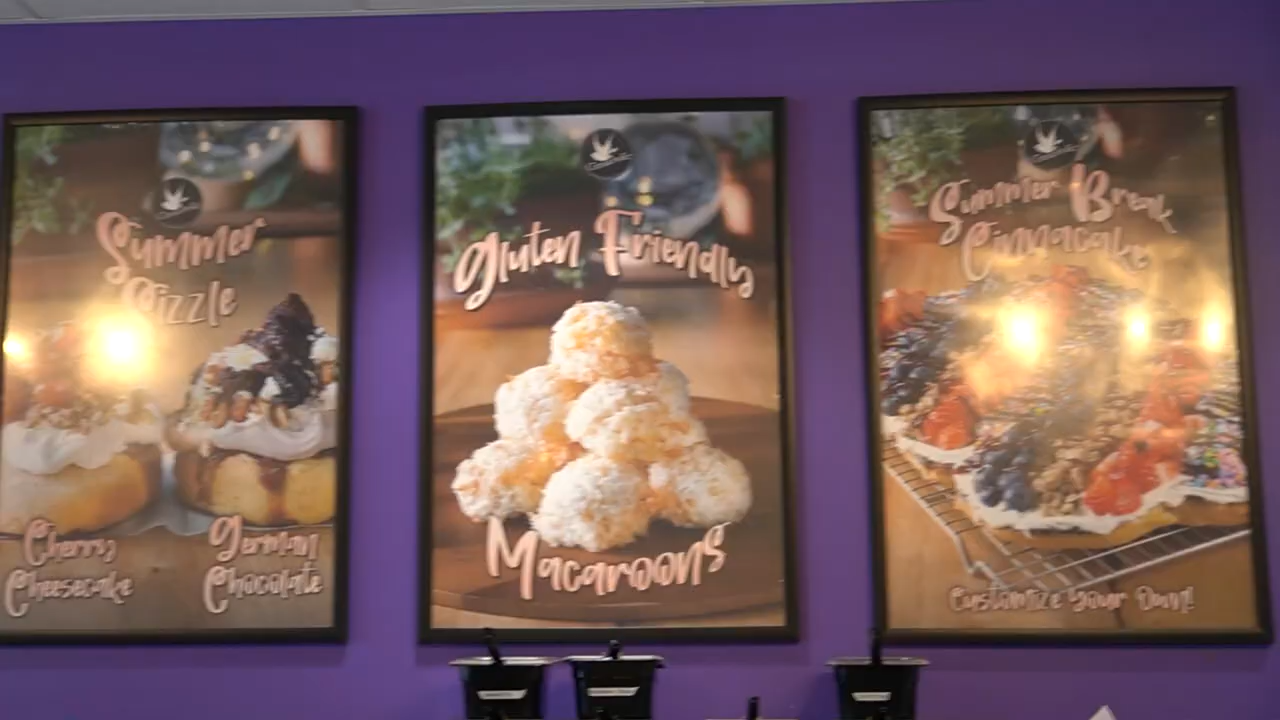 Summer
Sizzle
Cherry
Cheesecake
German
Chocolate
Gluten Friendly
Macaroons
Summer Break
Cinnacake
Customize Your Own!